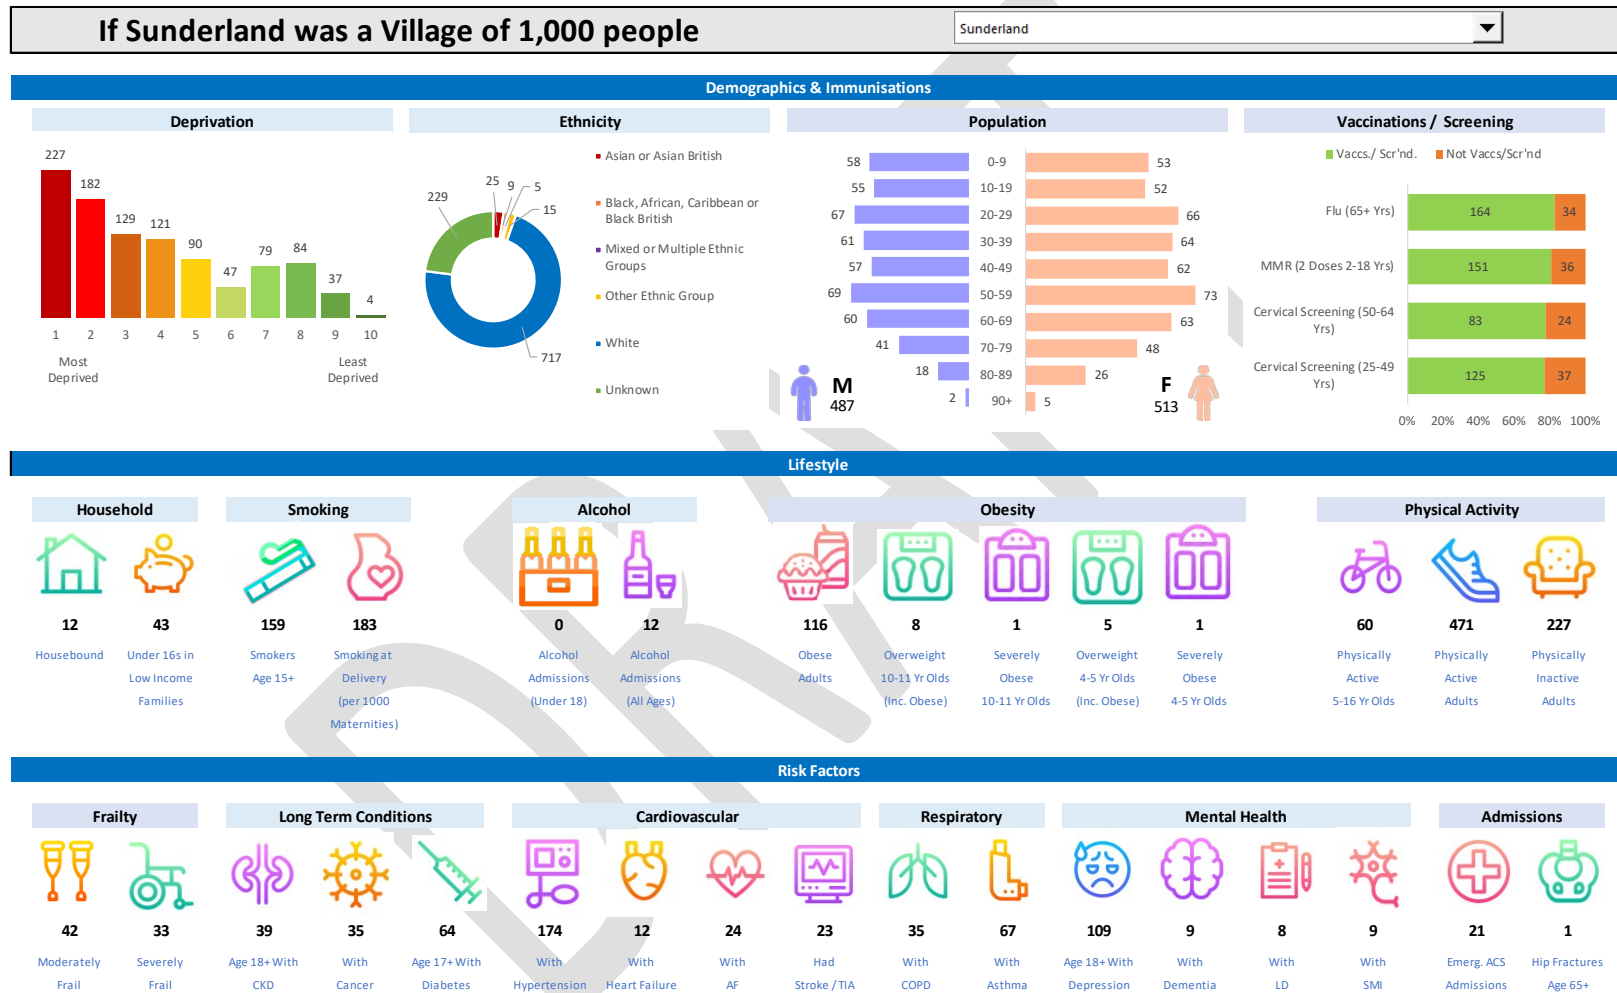 If Sunderland was a Village of 1,000 people
Sunderland
Demographics & Immunisations
Deprivation
227
182
129
121
90
47
79
84
37
4
1 2 3 4 5 6 7 8 9 10
Most
Deprived
Least
Deprived
Ethnicity
229
25
9
5
15
717
Asian or Asian British
Black, African, Caribbean or
Black British
Mixed or Multiple Ethnic
Groups
Other Ethnic Group
White
Unknown
Population
58 0-9 53
55 10-19 52
67 20-29 66
61 30-39 64
57 40-49 62
69 50-59 73
60 60-69 63
41 70-79 48
18 80-89 26
2 90+ 5
M
487
F
513
Vaccinations / Screening
Vaccs./ Scr'nd. Not Vaccs/Scr'nd
Flu (65+ Yrs) 164 34
MMR (2 Doses 2-18 Yrs) 151 36
Cervical Screening (50-64
Yrs)
83 24
Cervical Screening (25-49
Yrs)
125 37
0% 20% 40% 60% 80% 100%
Lifestyle
Household
12
Housebound
43
Under 16s in
Low Income
Families
Smoking
159
Smokers
Age 15+
183
Smoking at
Delivery
(per 1000
Maternities)
Alcohol
0
Alcohol
Admissions
(Under 18)
12
Alcohol
Admissions
(All Ages)
Obesity
116
Obese
Adults
8
Overweight
10-11 Yr Olds
(Inc. Obese)
1
Severely
Obese
10-11 Yr Olds
5
Overweight
4-5 Yr Olds
(Inc. Obese)
1
Severely
Obese
4-5 Yr Olds
Physical Activity
60
Physically
Active
5-16 Yr Olds
471
Physically
Active
Adults
227
Physically
Inactive
Adults
Risk Factors
Frailty
42
Moderately
Frail
33
Severely
Frail
Long Term Conditions
39
Age 18+ With
CKD
35
With
Cancer
64
Age 17+ With
Diabetes
Cardiovascular
174
With
Hypertension
12
With
Heart Failure
24
With
AF
23
Had
Stroke / TIA
Respiratory
35
With
COPD
67
With
Asthma
Mental Health
109
Age 18+ With
Depression
9
With
Dementia
8
With
LD
9
With
SMI
Admissions
21
Emerg. ACS
Admissions
1
Hip Fractures
Age 65+
DRAFT